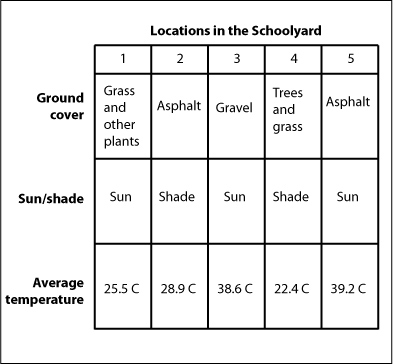 Locations in the Schoolyard
1 2 3 4 5
Ground cover
Grass and other plants
Asphalt
Gravel
Trees and grass
Asphalt
Sun/shade Sun Shade Sun Shade Sun
Average temperature 25.5 C 28.9 C 38.6 C 22.4 C 39.2 C